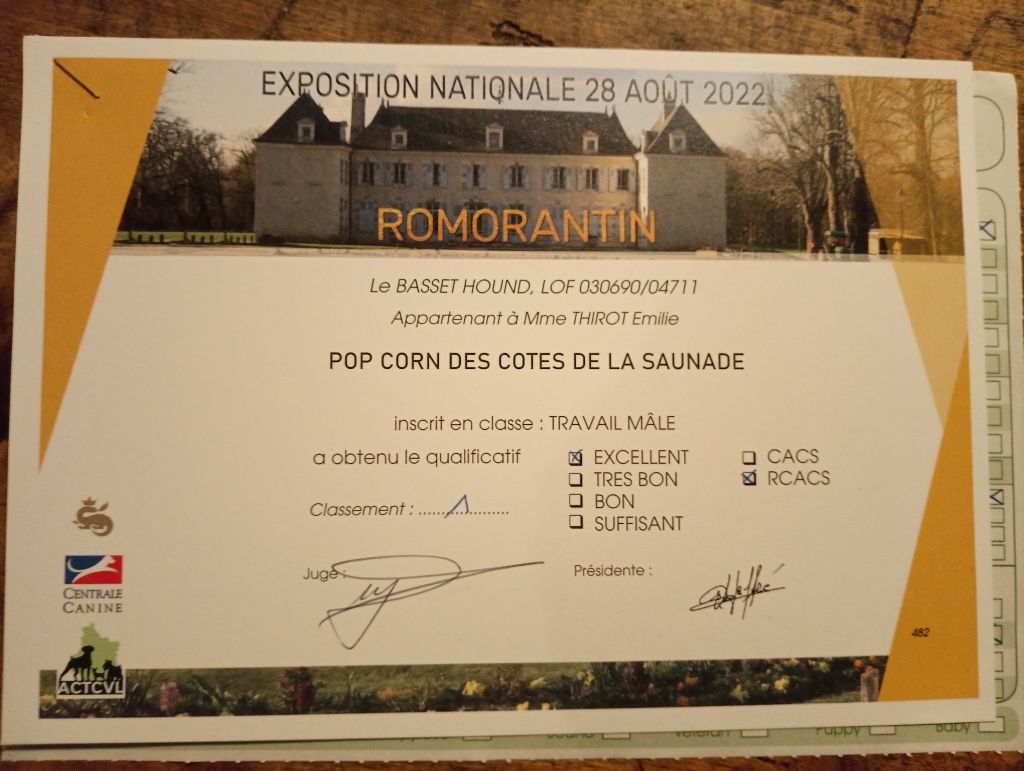 EXPOSITION NATIONALE 28 AOÛT 2022
ROMORANTIN
Le BASSET HOUND, LOF 030690/04711
Appartenant à Mme THIROT Emilie
POP CORN DES COTES DE LA SAUNADE
inscrit en classe : TRAVAIL MÂLE
a obtenu le qualificatif
EXCELLENT
CACS
TRES BON
RCACS
BON
SUFFISANT
Classement : ......1......
Juge :
Présidente :
CENTRALE
CANINE
ACTCVL
482
Puppy
Baby